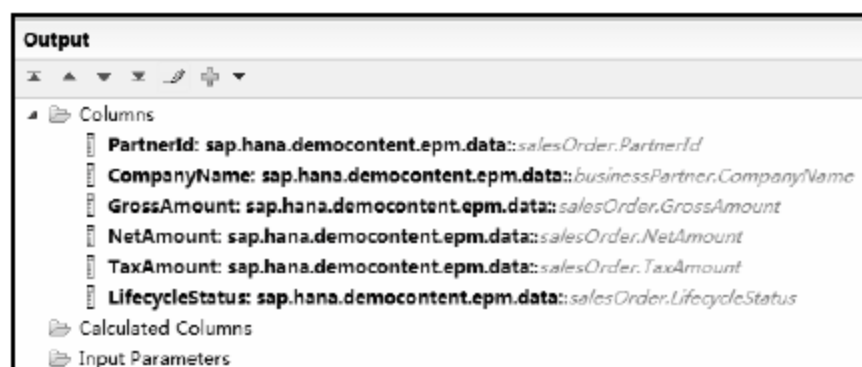 Output
Columns
PartnerId: sap.hana.democontent.epm.data::salesOrder.PartnerId
CompanyName: sap.hana.democontent.epm.data::businessPartner.CompanyName
GrossAmount: sap.hana.democontent.epm.data::salesOrder.GrossAmount
NetAmount: sap.hana.democontent.epm.data::salesOrder.NetAmount
TaxAmount: sap.hana.democontent.epm.data::salesOrder.TaxAmount
LifecycleStatus: sap.hana.democontent.epm.data::salesOrder.LifecycleStatus
Calculated Columns
Input Parameters